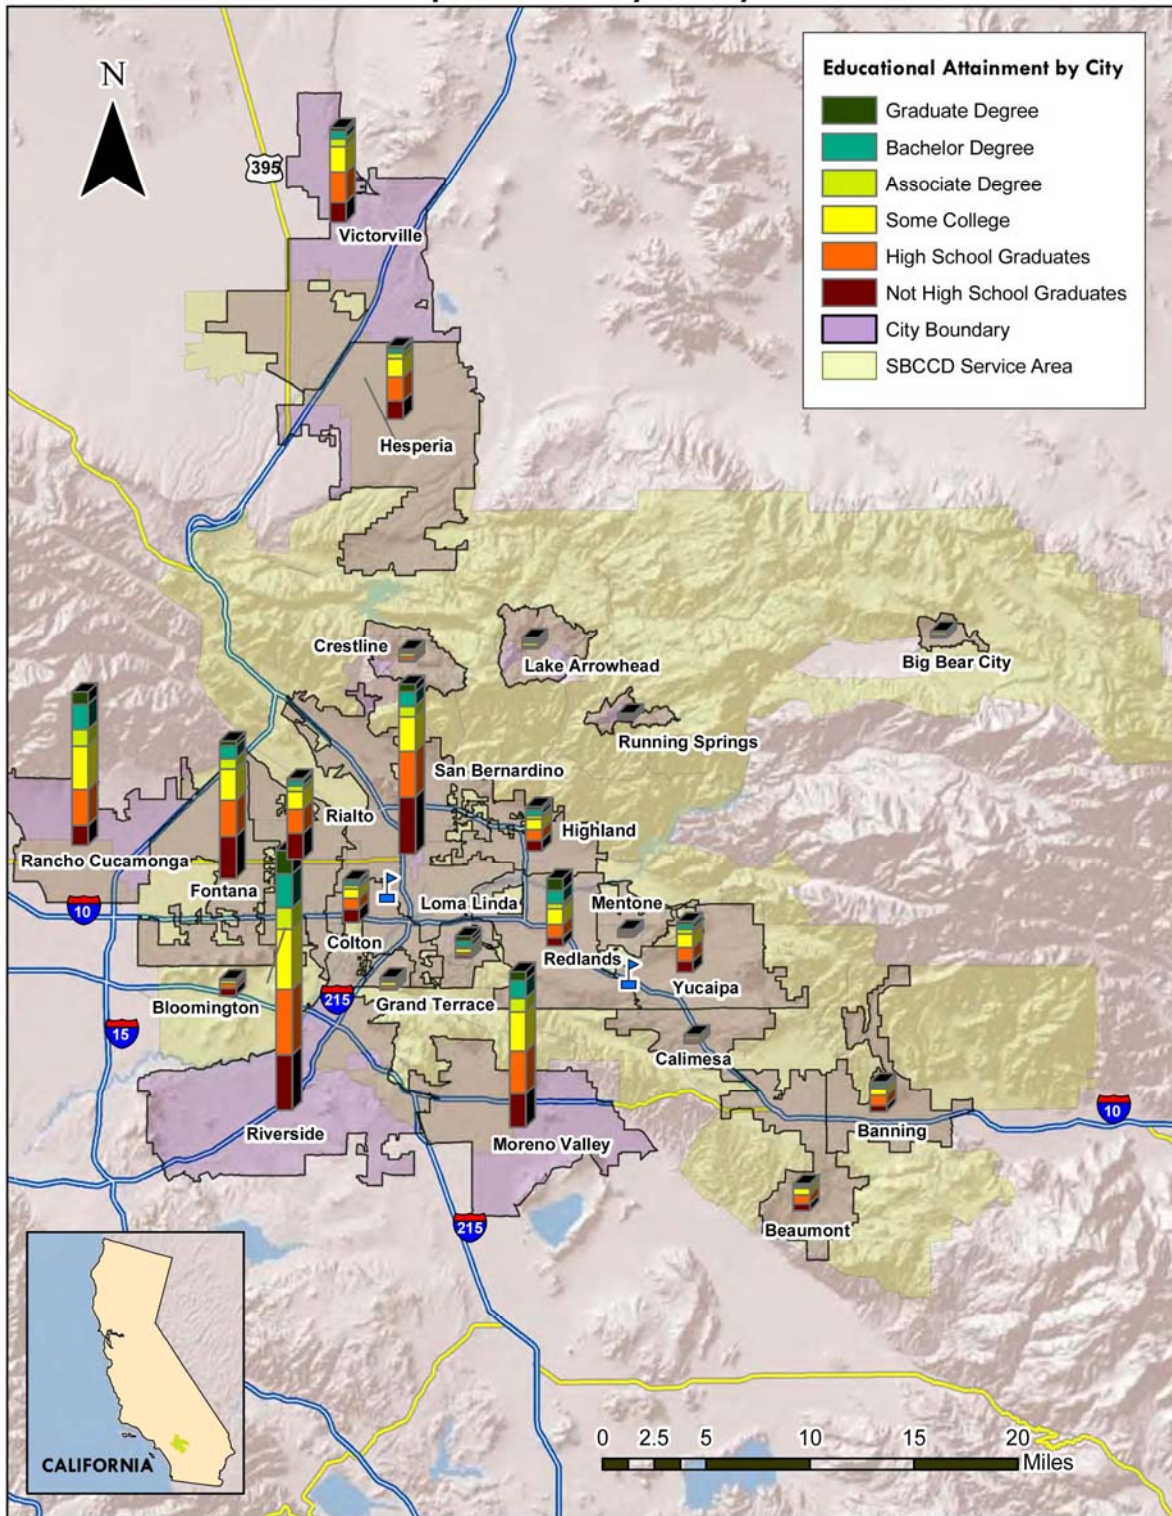 N
Educational Attainment by City
Graduate Degree
Bachelor Degree
Associate Degree
Some College
High School Graduates
Not High School Graduates
City Boundary
SBCCD Service Area
395
Victorville
Hesperia
Crestline
Lake Arrowhead
Big Bear City
Running Springs
San Bernardino
Rialto
Highland
Rancho Cucamonga
Fontana
10
Loma Linda
Mentone
Colton
Redlands
Yucaipa
Bloomington
215
Grand Terrace
15
Calimesa
10
Riverside
Moreno Valley
Banning
215
Beaumont
CALIFORNIA
0 2.5 5 10 15 20
Miles